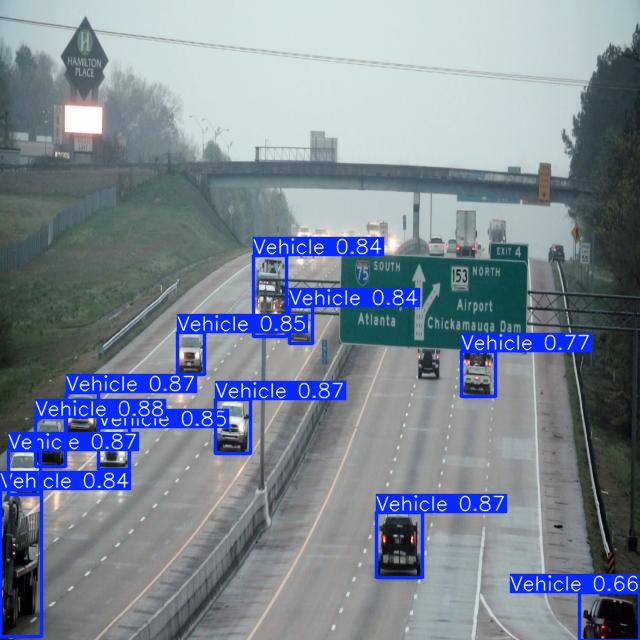 H
HAMILTON
PLACE
EXIT 4
75 SOUTH
153 NORTH
Atlanta
Airport
Chickamauga Dam
Vehicle 0.84
Vehicle 0.84
Vehicle 0.85
Vehicle 0.77
Vehicle 0.87
Vehicle 0.87
Vehicle 0.88
Vehicle 0.85
Vehicle 0.87
Vehicle 0.84
Vehicle 0.87
Vehicle 0.66